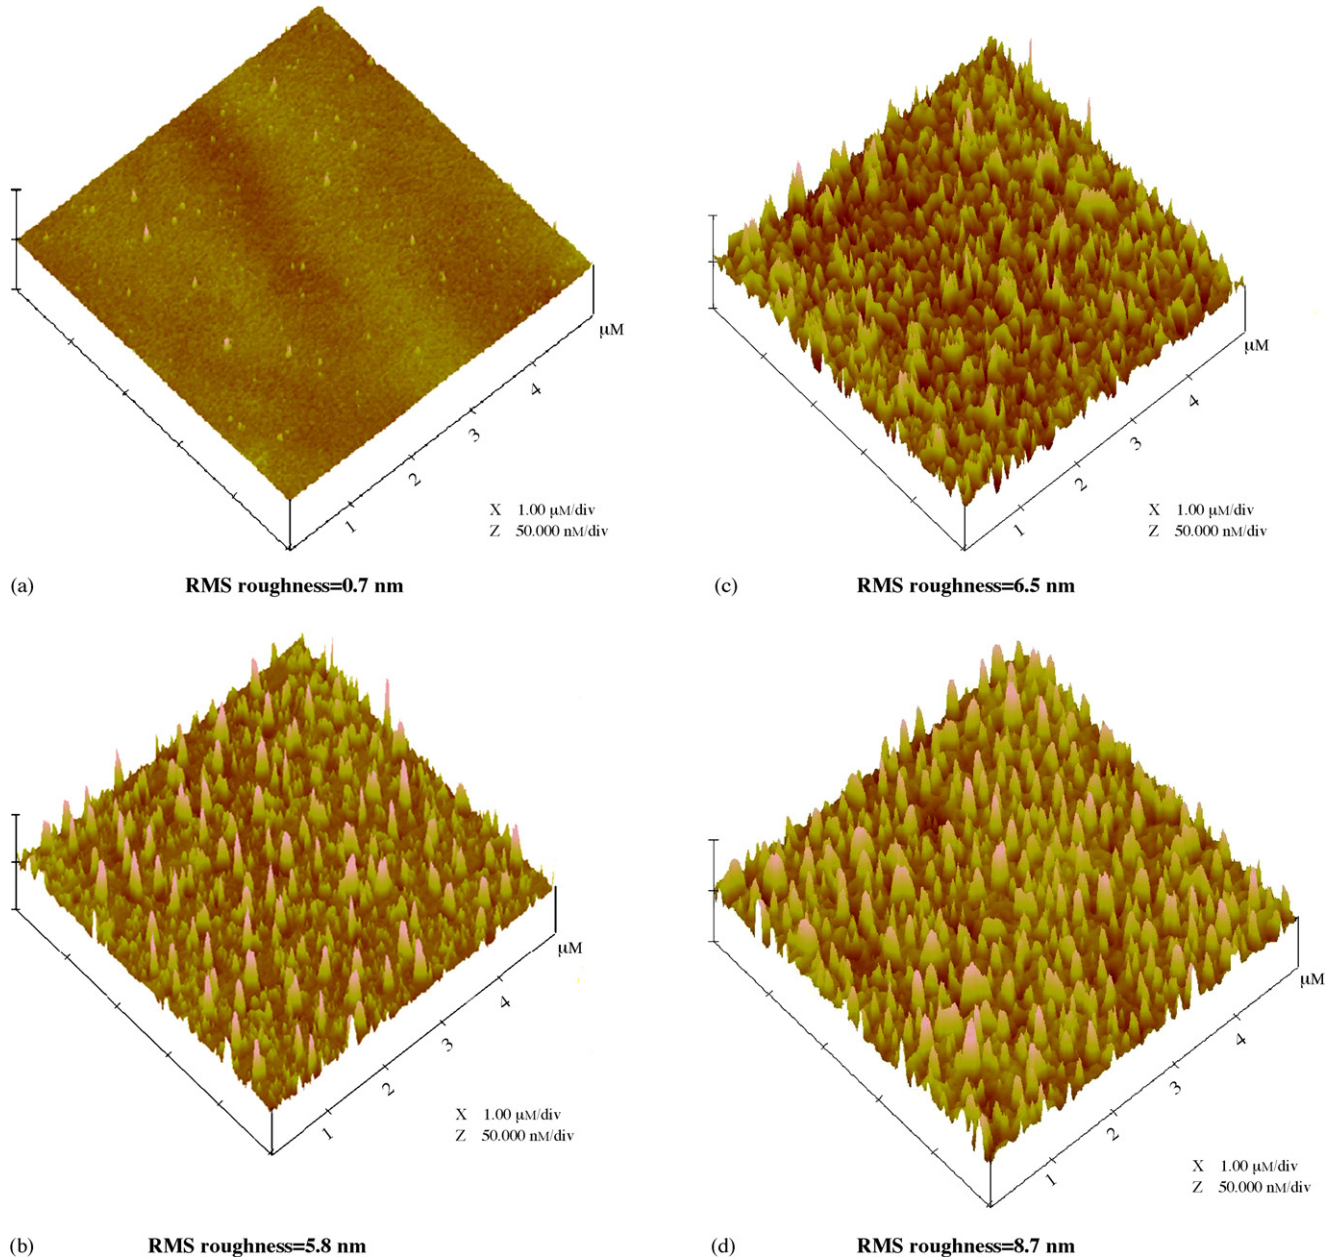 μM
4
3
2
1
X 1.00 μM/div
Z 50.000 nM/div
(a) RMS roughness=0.7 nm
μM
4
3
2
1
X 1.00 μM/div
Z 50.000 nM/div
(c) RMS roughness=6.5 nm
μM
4
3
2
1
X 1.00 μM/div
Z 50.000 nM/div
(b) RMS roughness=5.8 nm
μM
4
3
2
1
X 1.00 μM/div
Z 50.000 nM/div
(d) RMS roughness=8.7 nm